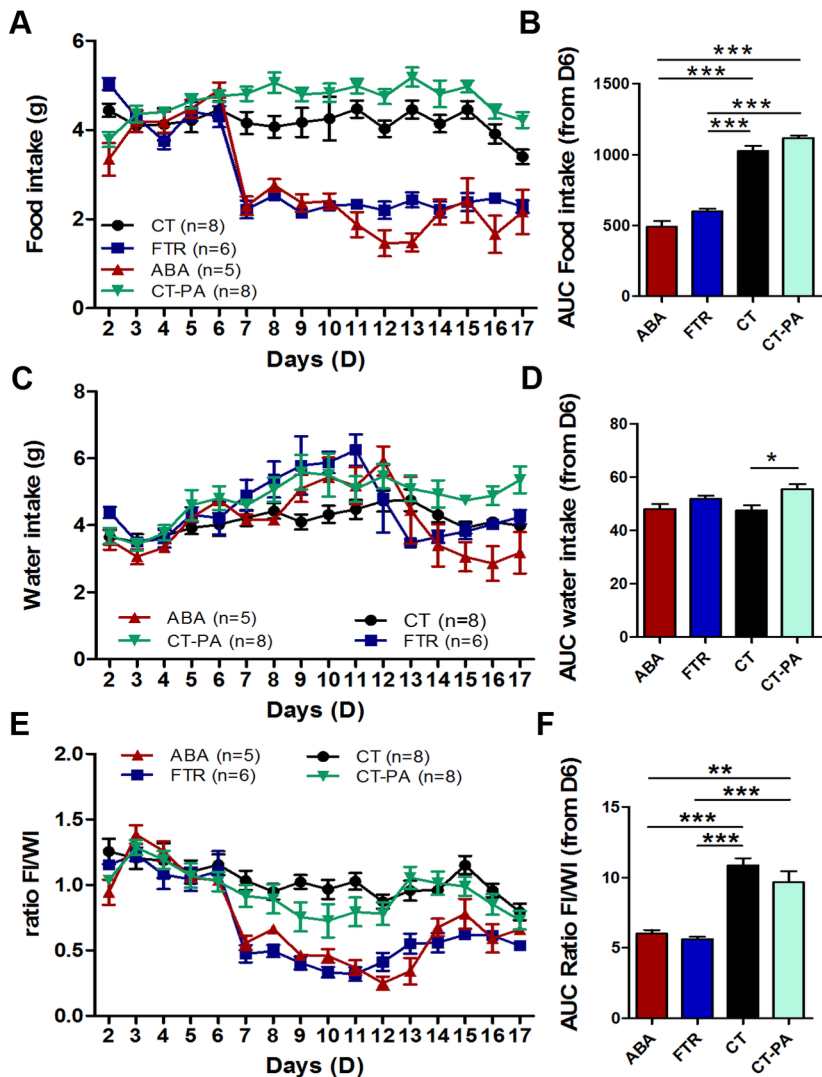 A
Food intake (g)
6
4
2
0
CT (n=8)
FTR (n=6)
ABA (n=5)
CT-PA (n=8)
2 3 4 5 6 7 8 9 10 11 12 13 14 15 16 17
Days (D)
B
AUC Food intake (from D6)
1500
1000
500
0
***
***
***
***
ABA FTR CT CT-PA
C
Water intake (g)
8
6
4
2
0
ABA (n=5) CT (n=8)
CT-PA (n=8) FTR (n=6)
2 3 4 5 6 7 8 9 10 11 12 13 14 15 16 17
Days (D)
D
AUC water intake (from D6)
80
60
40
20
0
*
ABA FTR CT CT-PA
E
ratio FI/WI
2.0
1.5
1.0
0.5
0.0
ABA (n=5) CT (n=8)
FTR (n=6) CT-PA (n=8)
2 3 4 5 6 7 8 9 10 11 12 13 14 15 16 17
Days (D)
F
AUC Ratio FI/WI (from D6)
15
10
5
0
**
***
***
***
ABA FTR CT CT-PA